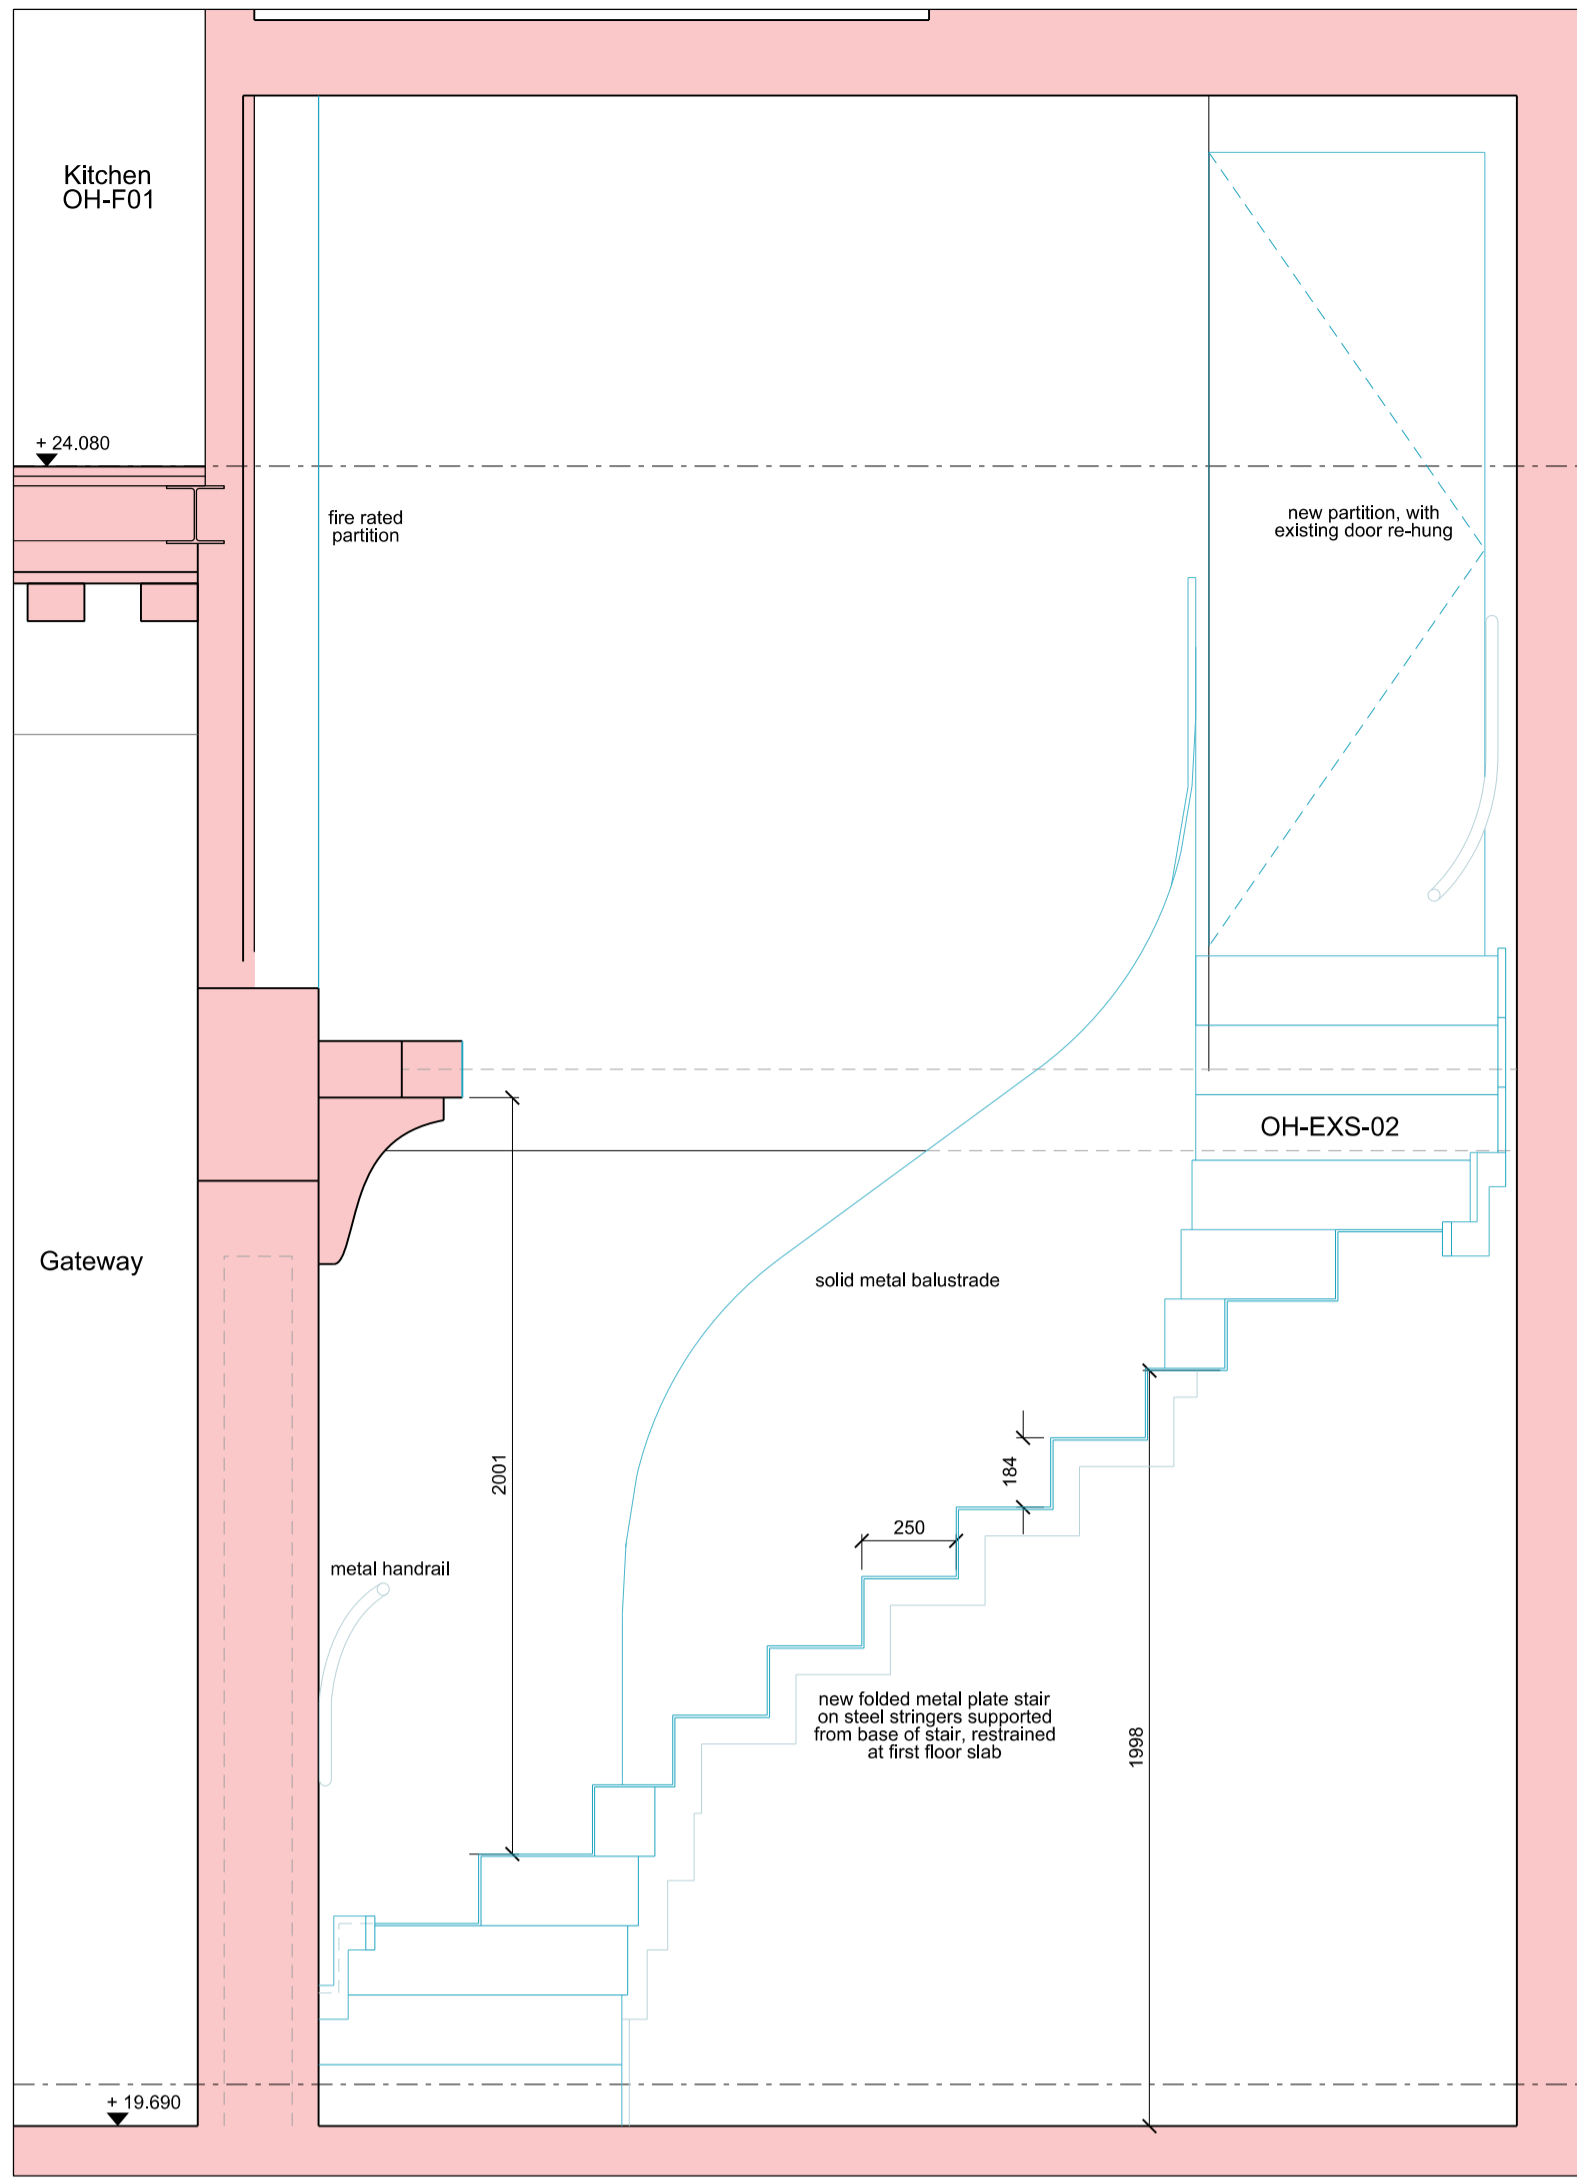 Kitchen
OH-F01
+ 24.080
fire rated
partition
new partition, with
existing door re-hung
OH-EXS-02
Gateway
solid metal balustrade
2001
184
250
metal handrail
new folded metal plate stair
on steel stringers supported
from base of stair, restrained
at first floor slab
1998
+ 19.690